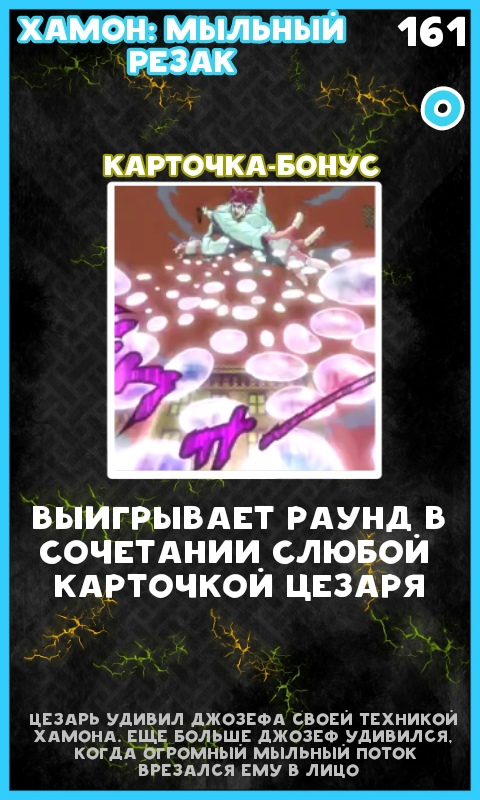 ХАМОН: МЫЛЬНЫЙ
РЕЗАК
161
КАРТОЧКА-БОНУС
ВЫИГРЫВАЕТ РАУНД В
СОЧЕТАНИИ СЛЮБОЙ
КАРТОЧКОЙ ЦЕЗАРЯ
ЦЕЗАРЬ УДИВИЛ ДЖОЗЕФА СВОЕЙ ТЕХНИКОЙ
ХАМОНА. ЕЩЕ БОЛЬШЕ ДЖОЗЕФ УДИВИЛСЯ,
КОГДА ОГРОМНЫЙ МЫЛЬНЫЙ ПОТОК
ВРЕЗАЛСЯ ЕМУ В ЛИЦО